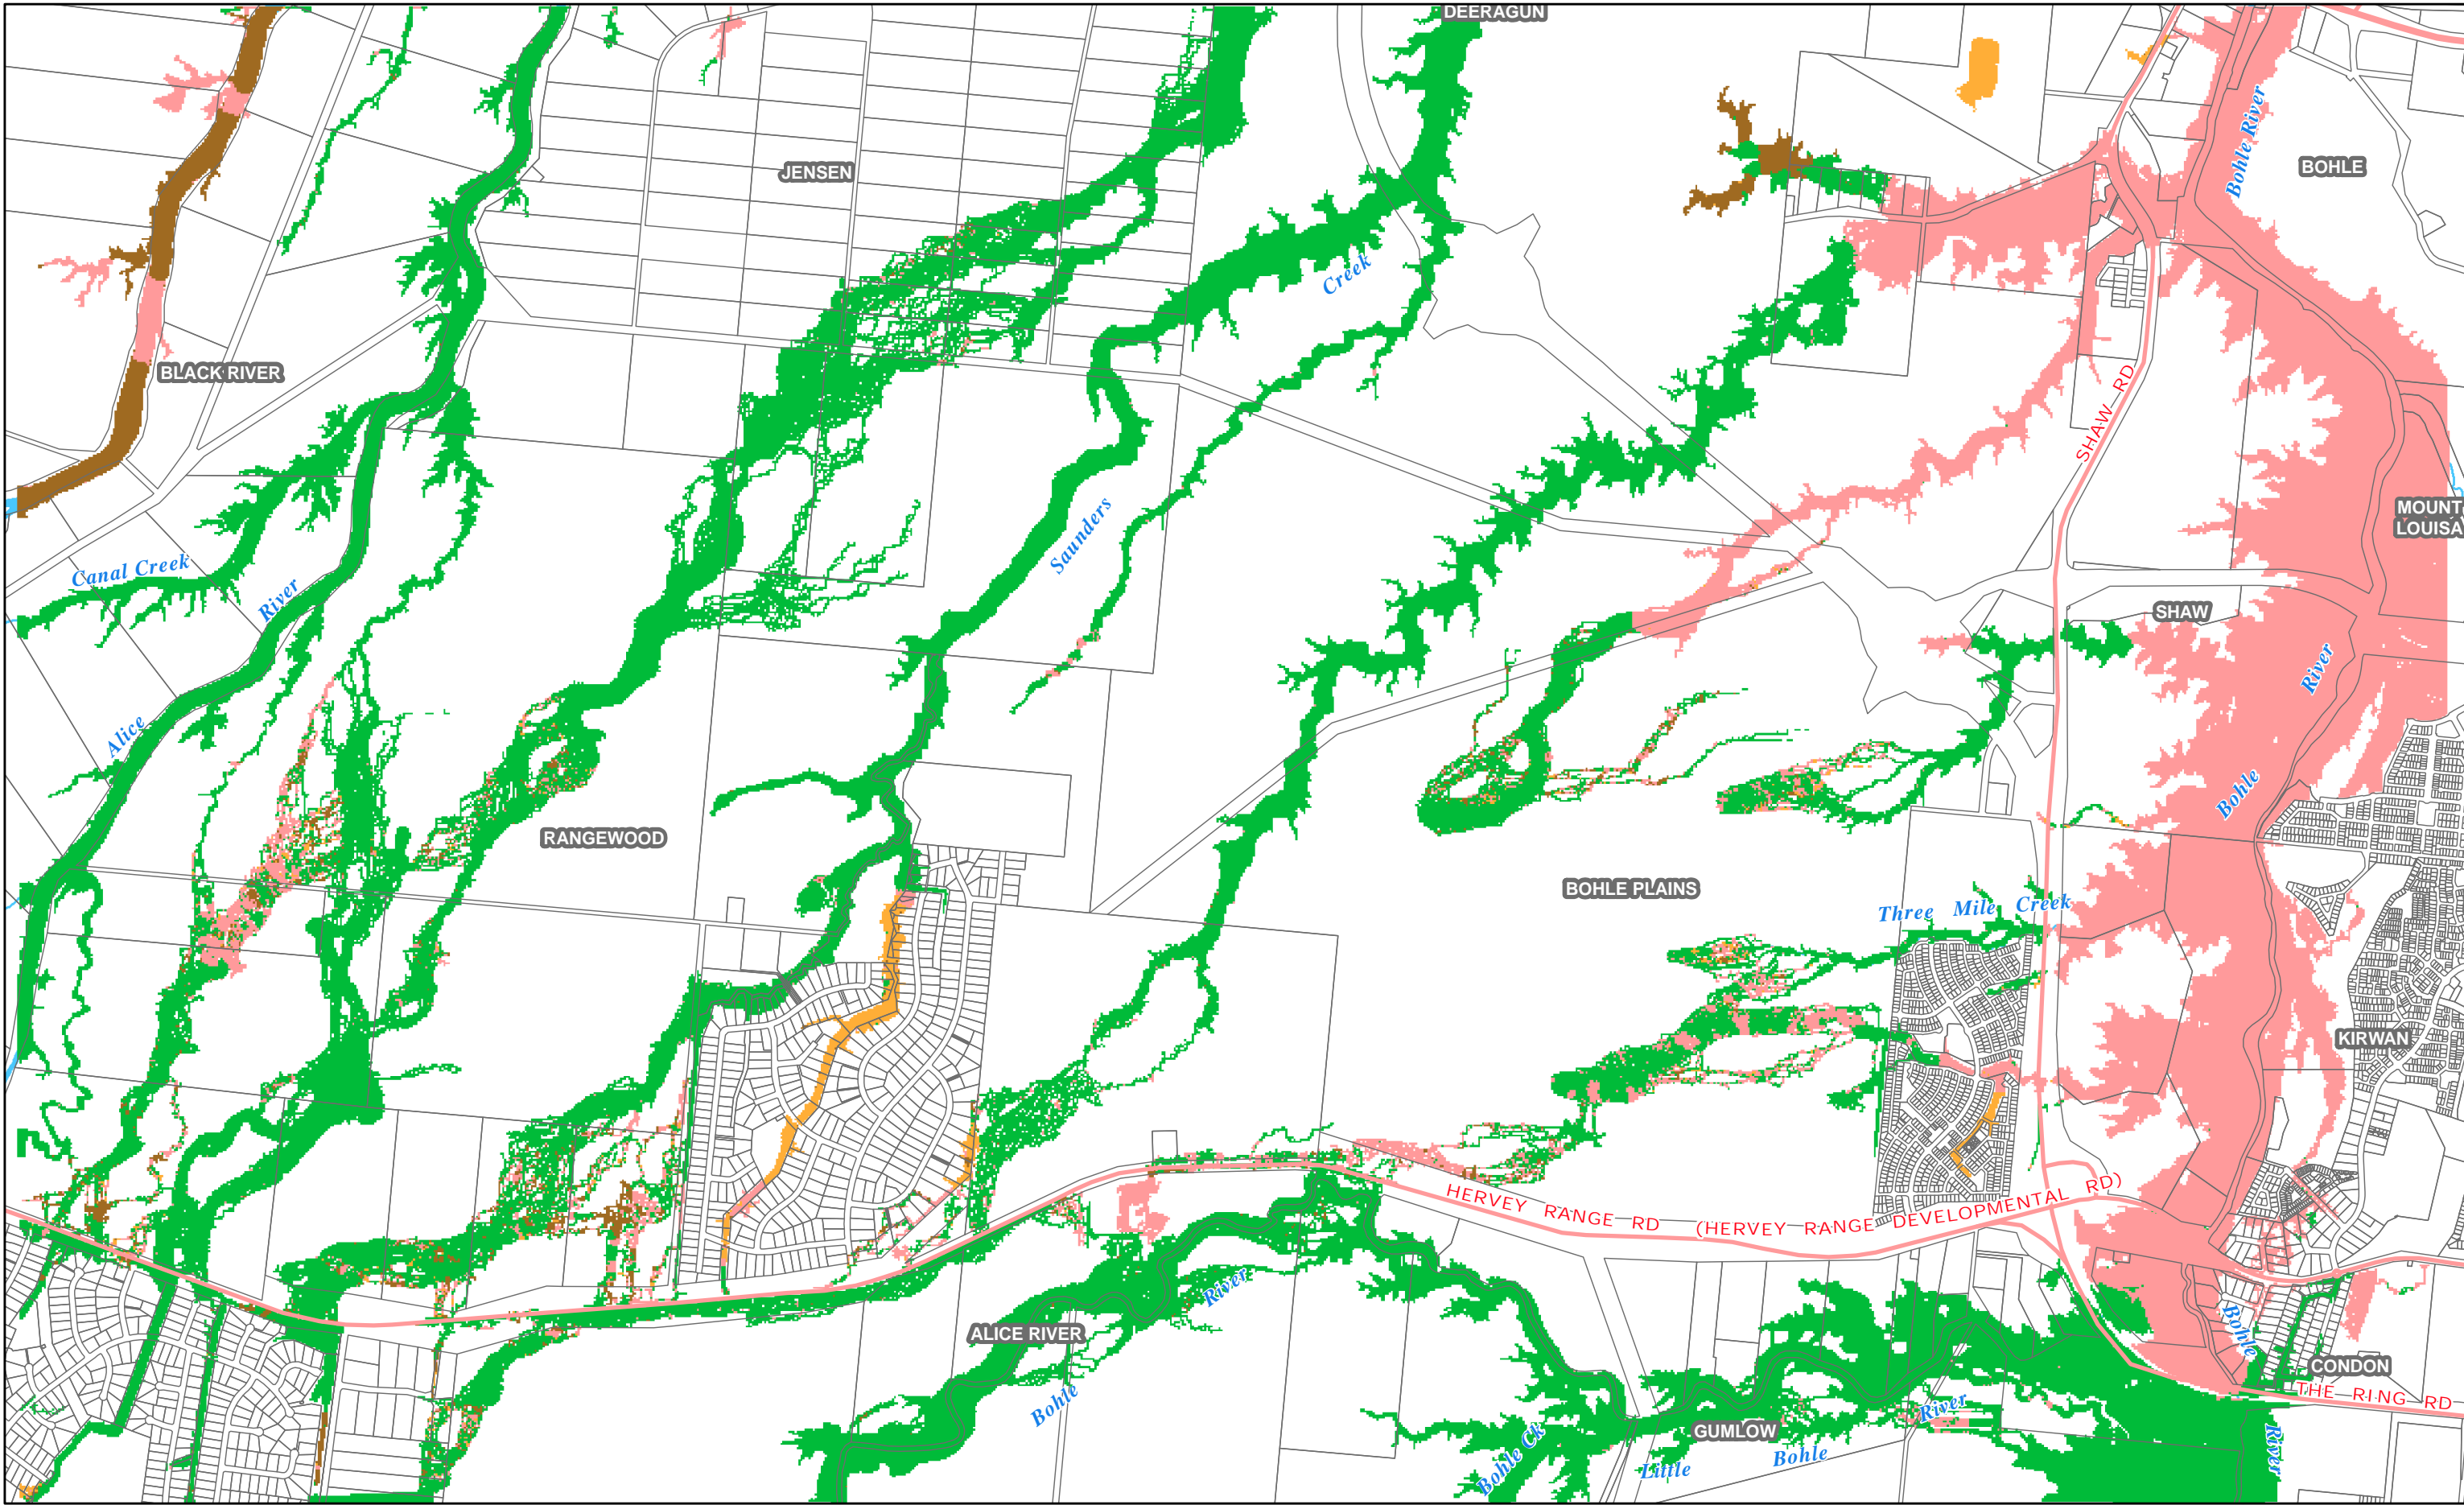 DEERAGUN
Bohle River
JENSEN
BOHLE
Creek
BLACK RIVER
SHAW RD
MOUNT
LOUISA
Saunders
Canal Creek
River
SHAW
River
Alice
Bohle
RANGEWOOD
BOHLE PLAINS
Three Mile Creek
KIRWAN
HERVEY RANGE RD (HERVEY RANGE DEVELOPMENTAL RD)
River
ALICE RIVER
Bohle
CONDON
THE RING RD
Bohle
River
GUMLOW
Bohle Ck
Little
Bohle
River